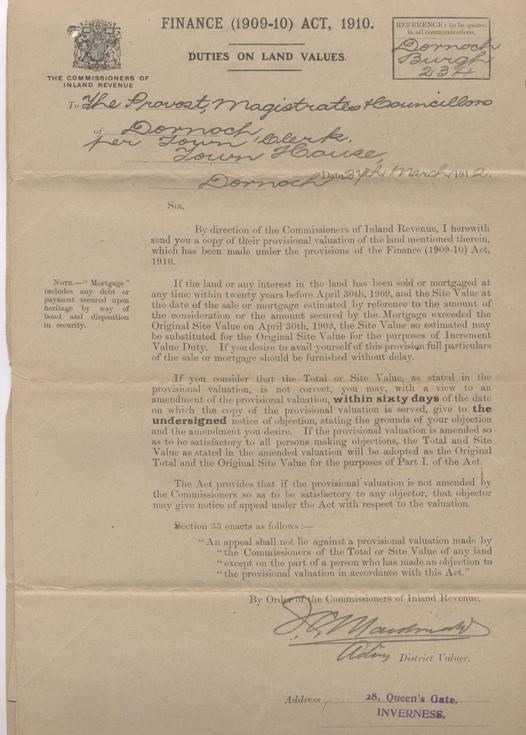 FINANCE (1909-10) ACT, 1910.
DUTIES ON LAND VALUES.
THE COMMISSIONERS OF
INLAND REVENUE
REFERENCE: to be quoted
in all communications.
Dornoch
Burgh
234
To The Provost, Magistrates & Councillors
of Dornoch,
per Town Clerk,
Town House,
Dornoch
Date 27th March, 1912.
SIR,
By direction of the Commissioners of Inland Revenue, I herewith
send you a copy of their provisional valuation of the land mentioned therein,
which has been made under the provisions of the Finance (1909-10) Act,
1910.
NOTE.—"Mortgage"
includes any debt or
payment secured upon
heritage by way of
bond and disposition
in security.
If the land or any interest in the land has been sold or mortgaged at
any time within twenty years before April 30th, 1909, and the Site Value at
the date of the sale or mortgage estimated by reference to the amount of
the consideration or the amount secured by the Mortgage exceeded the
Original Site Value on April 30th, 1909, the Site Value so estimated may
be substituted for the Original Site Value for the purposes of Increment
Value Duty. If you desire to avail yourself of this provision full particulars
of the sale or mortgage should be furnished without delay.
If you consider that the Total or Site Value, as stated in the
provisional valuation, is not correct, you may, with a view to an
amendment of the provisional valuation, within sixty days of the date
on which the copy of the provisional valuation is served, give to the
undersigned notice of objection, stating the grounds of your objection
and the amendment you desire. If the provisional valuation is amended so
as to be satisfactory to all persons making objections, the Total and Site
Value as stated in the amended valuation will be adopted as the Original
Total and the Original Site Value for the purposes of Part I. of the Act.
The Act provides that if the provisional valuation is not amended by
the Commissioners so as to be satisfactory to any objector, that objector
may give notice of appeal under the Act with respect to the valuation.
Section 33 enacts as follows:—
"An appeal shall not lie against a provisional valuation made by
"the Commissioners of the Total or Site Value of any land
"except on the part of a person who has made an objection to
"the provisional valuation in accordance with this Act."
By Order of the Commissioners of Inland Revenue,
District Valuer.
Address
28, Queen's Gate,
INVERNESS.